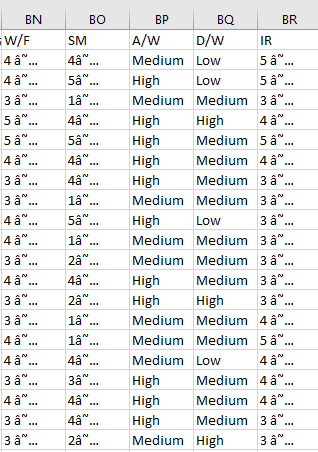 BN BO BP BQ BR
W/F SM A/W D/W IR
4 â˜… 4â˜… Medium Low 5 â˜…
4 â˜… 5â˜… High Low 5 â˜…
3 â˜… 1â˜… Medium Medium 3 â˜…
5 â˜… 4â˜… High High 4 â˜…
5 â˜… 5â˜… High Medium 5 â˜…
4 â˜… 4â˜… High Medium 4 â˜…
3 â˜… 4â˜… High Medium 3 â˜…
3 â˜… 1â˜… Medium Medium 3 â˜…
4 â˜… 5â˜… High Low 3 â˜…
4 â˜… 1â˜… Medium Medium 3 â˜…
3 â˜… 2â˜… Medium Medium 3 â˜…
4 â˜… 4â˜… High Medium 4 â˜…
3 â˜… 2â˜… High High 3 â˜…
3 â˜… 1â˜… Medium Medium 4 â˜…
4 â˜… 1â˜… Medium Medium 5 â˜…
4 â˜… 4â˜… Medium Low 4 â˜…
3 â˜… 3â˜… High Medium 4 â˜…
4 â˜… 4â˜… High Medium 4 â˜…
3 â˜… 4â˜… High Medium 4 â˜…
3 â˜… 2â˜… Medium High 3 â˜…